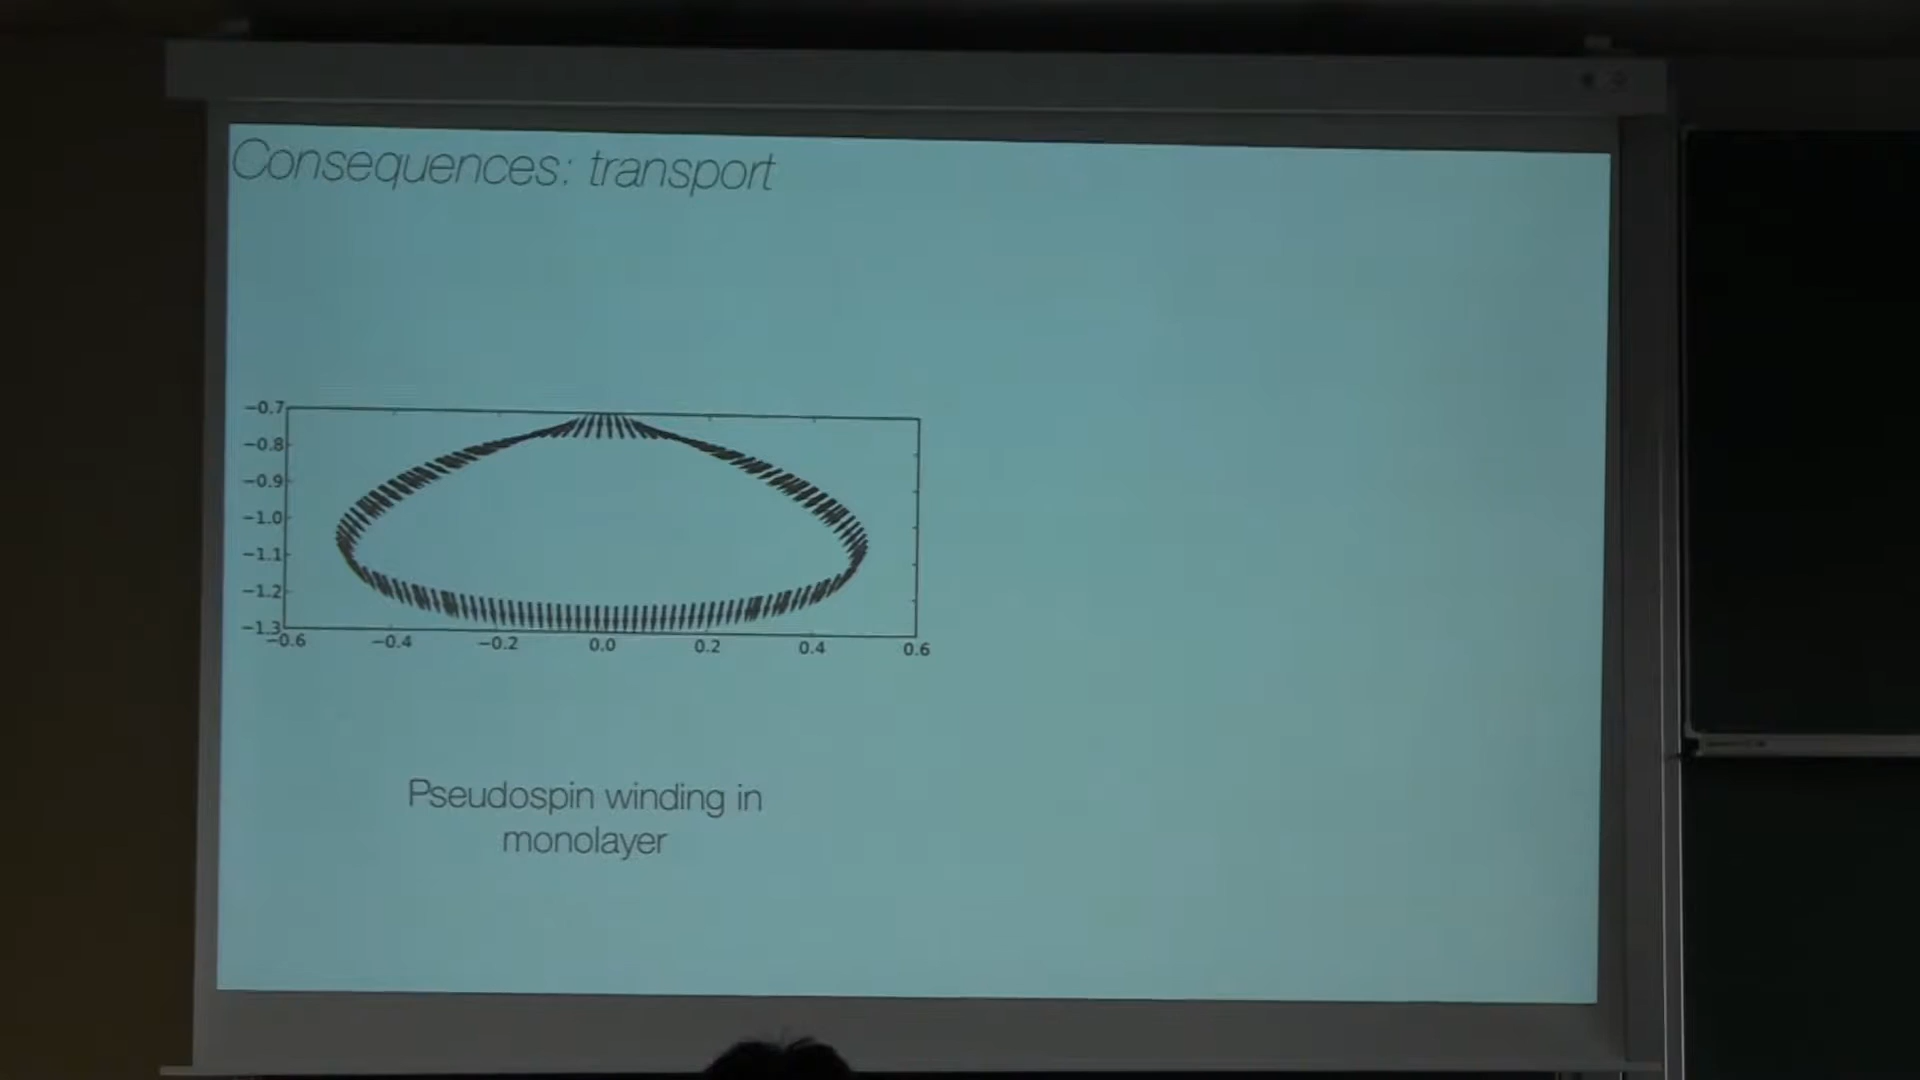 Consequences: transport
−0.7
−0.8
−0.9
−1.0
−1.1
−1.2
−1.3
−0.6 −0.4 −0.2 0.0 0.2 0.4 0.6
Pseudospin winding in
monolayer